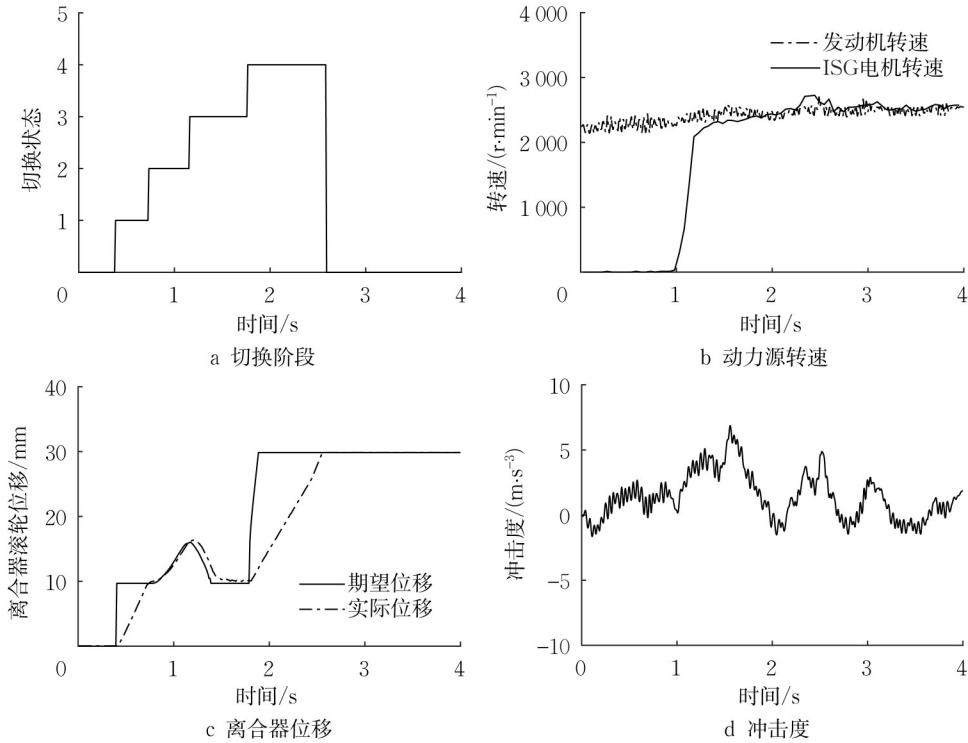 5
4
3
2
1
0
1
2
3
4
切换状态
时间/s
a 切换阶段
4 000
3 000
2 000
1 000
0
1
2
3
4
转速/(r·min⁻¹)
发动机转速
ISG电机转速
时间/s
b 动力源转速
40
30
20
10
0
1
2
3
4
离合器滚轮位移/mm
期望位移
实际位移
时间/s
c 离合器位移
10
5
0
−5
−10
0
1
2
3
4
冲击度/(m·s⁻³)
时间/s
d 冲击度